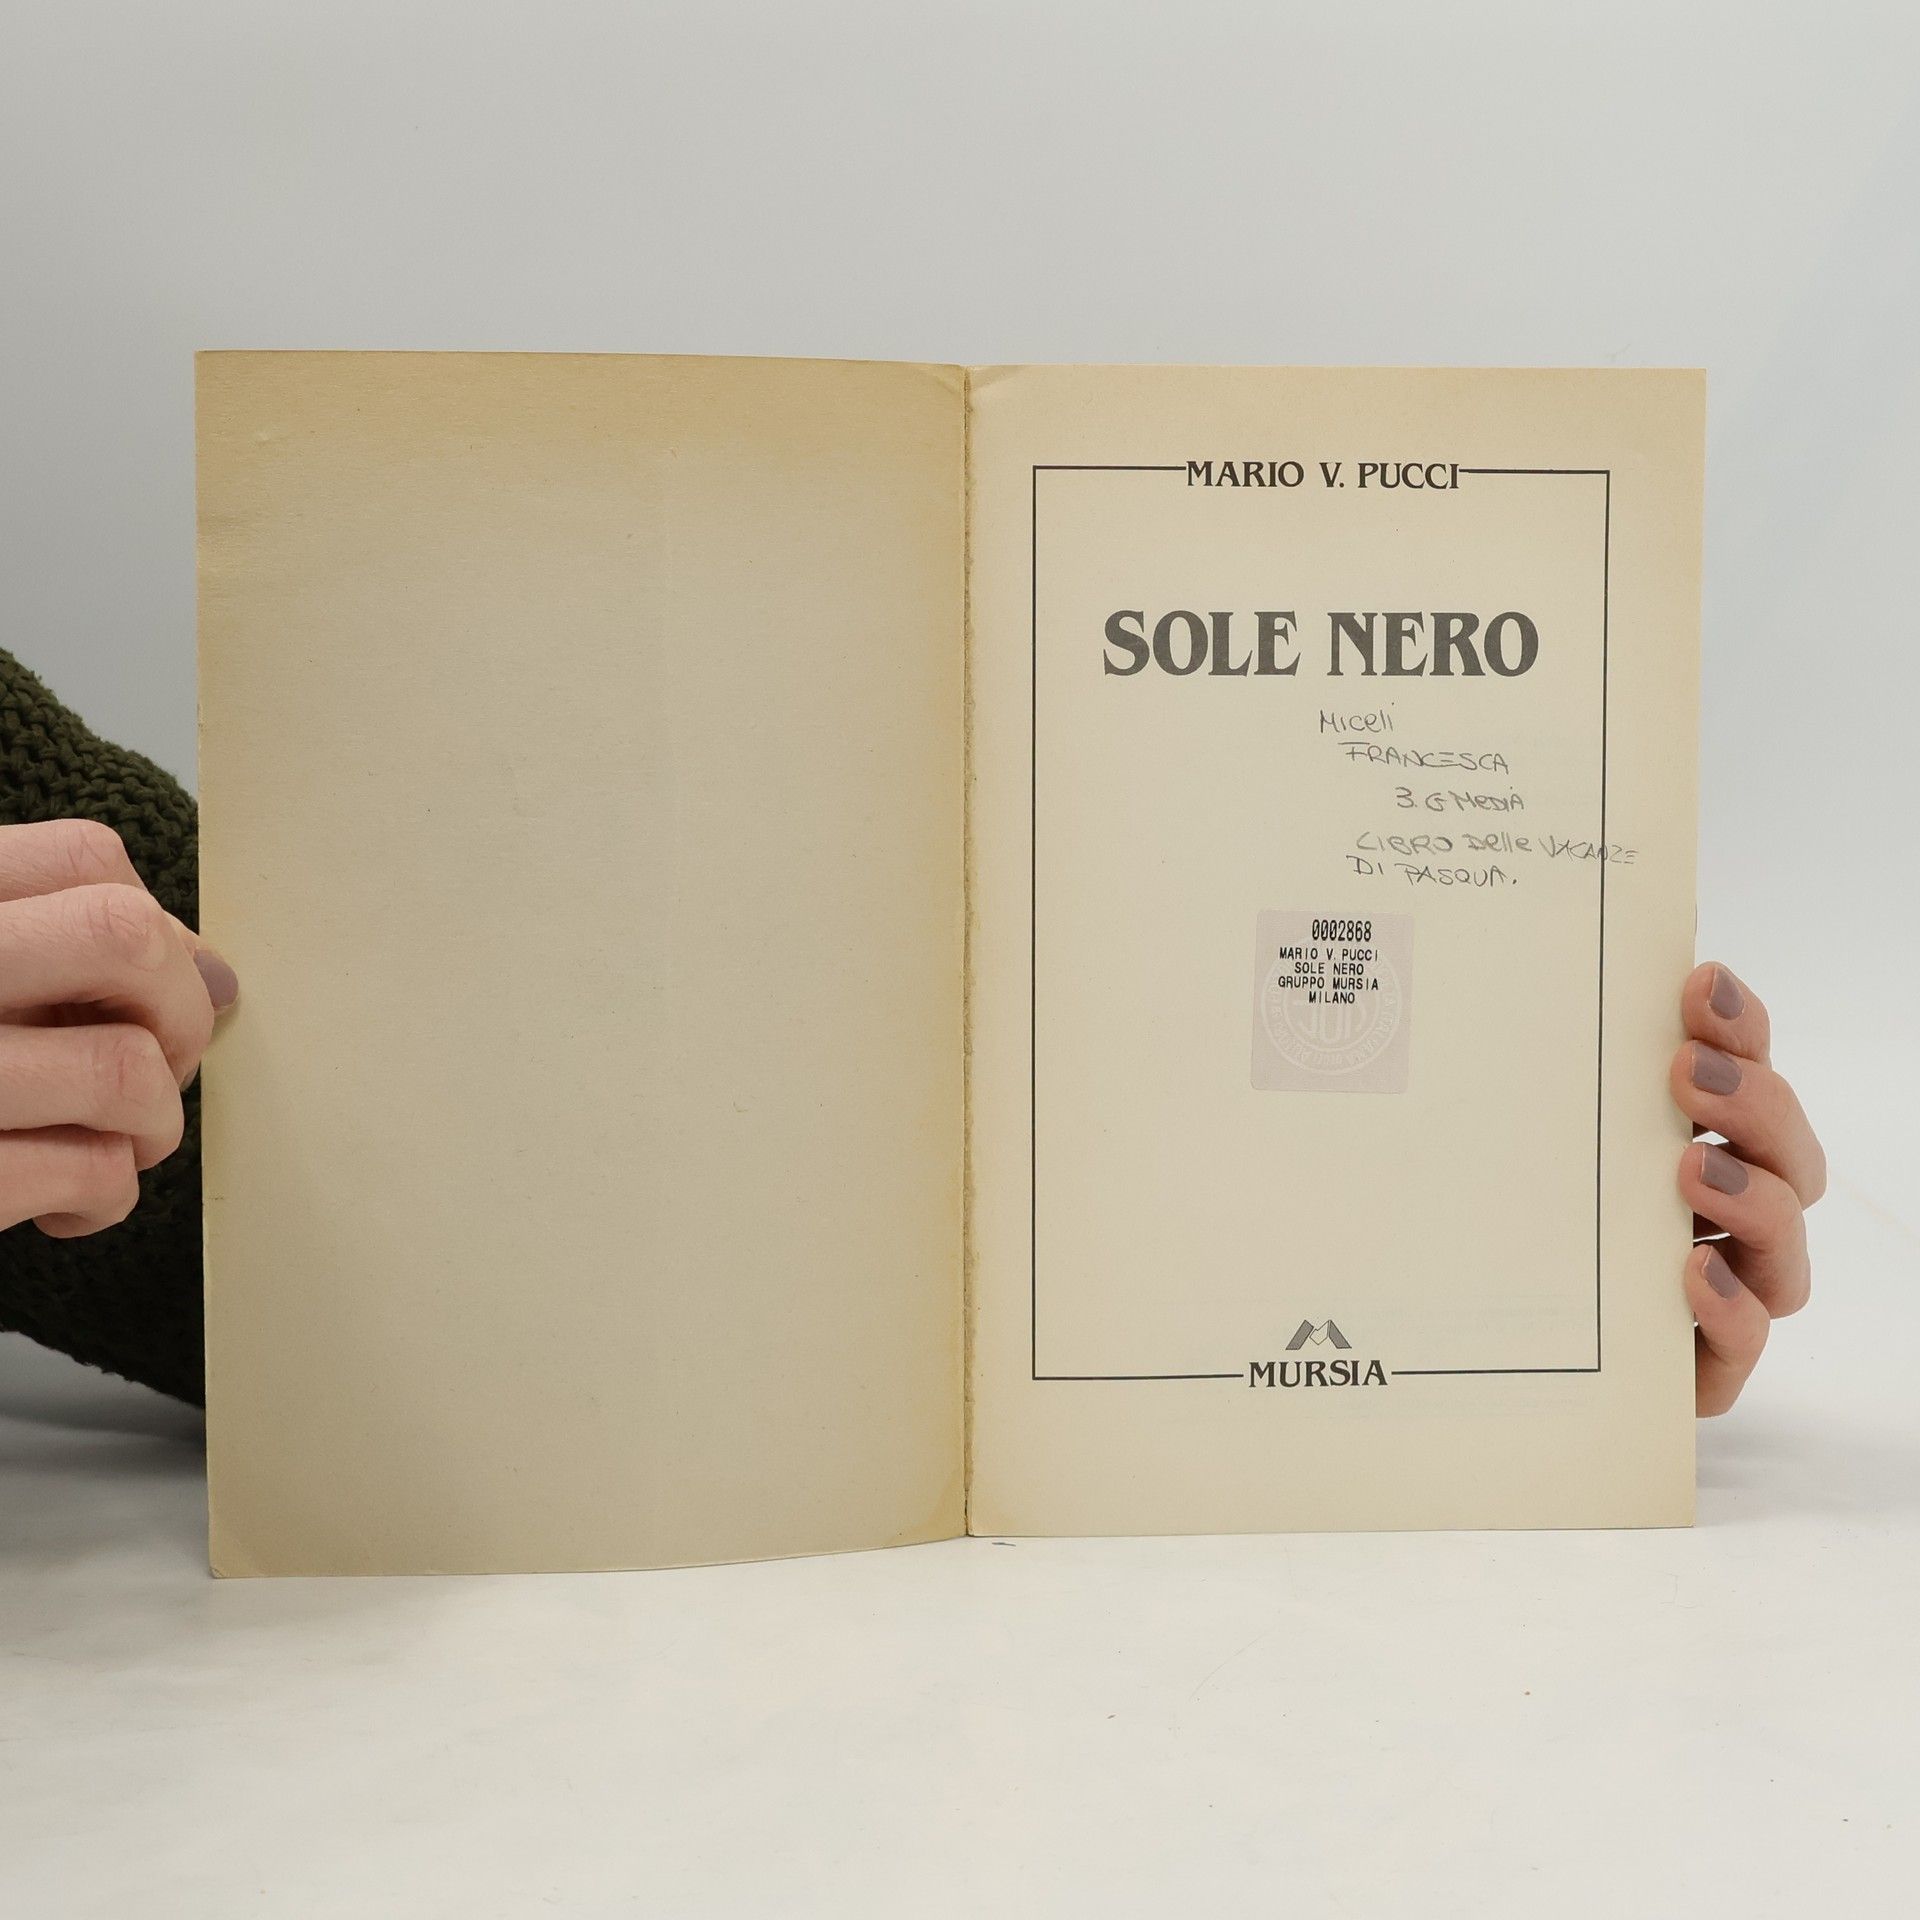 MARIO V. PUCCI
SOLE NERO
Miceli
FRANCESCA
3. G MEDIA
LIBRO Delle VACANZE
DI PASQUA.
0002868
MARIO V. PUCCI
SOLE NERO
GRUPPO MURSIA
MILANO
MURSIA